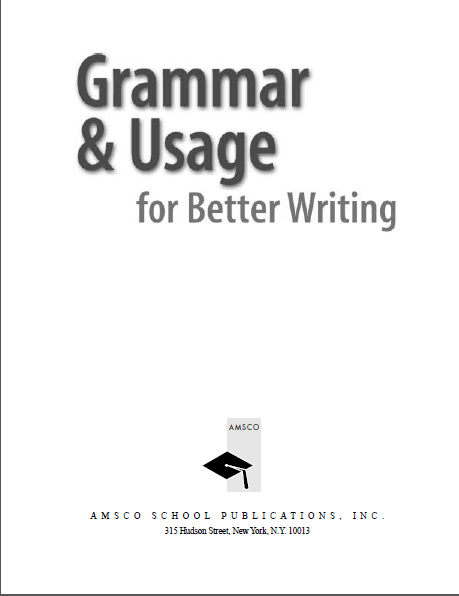 Grammar
& Usage
for Better Writing
AMSCO
AMSCO SCHOOL PUBLICATIONS, INC.
315 Hudson Street, New York, N.Y. 10013